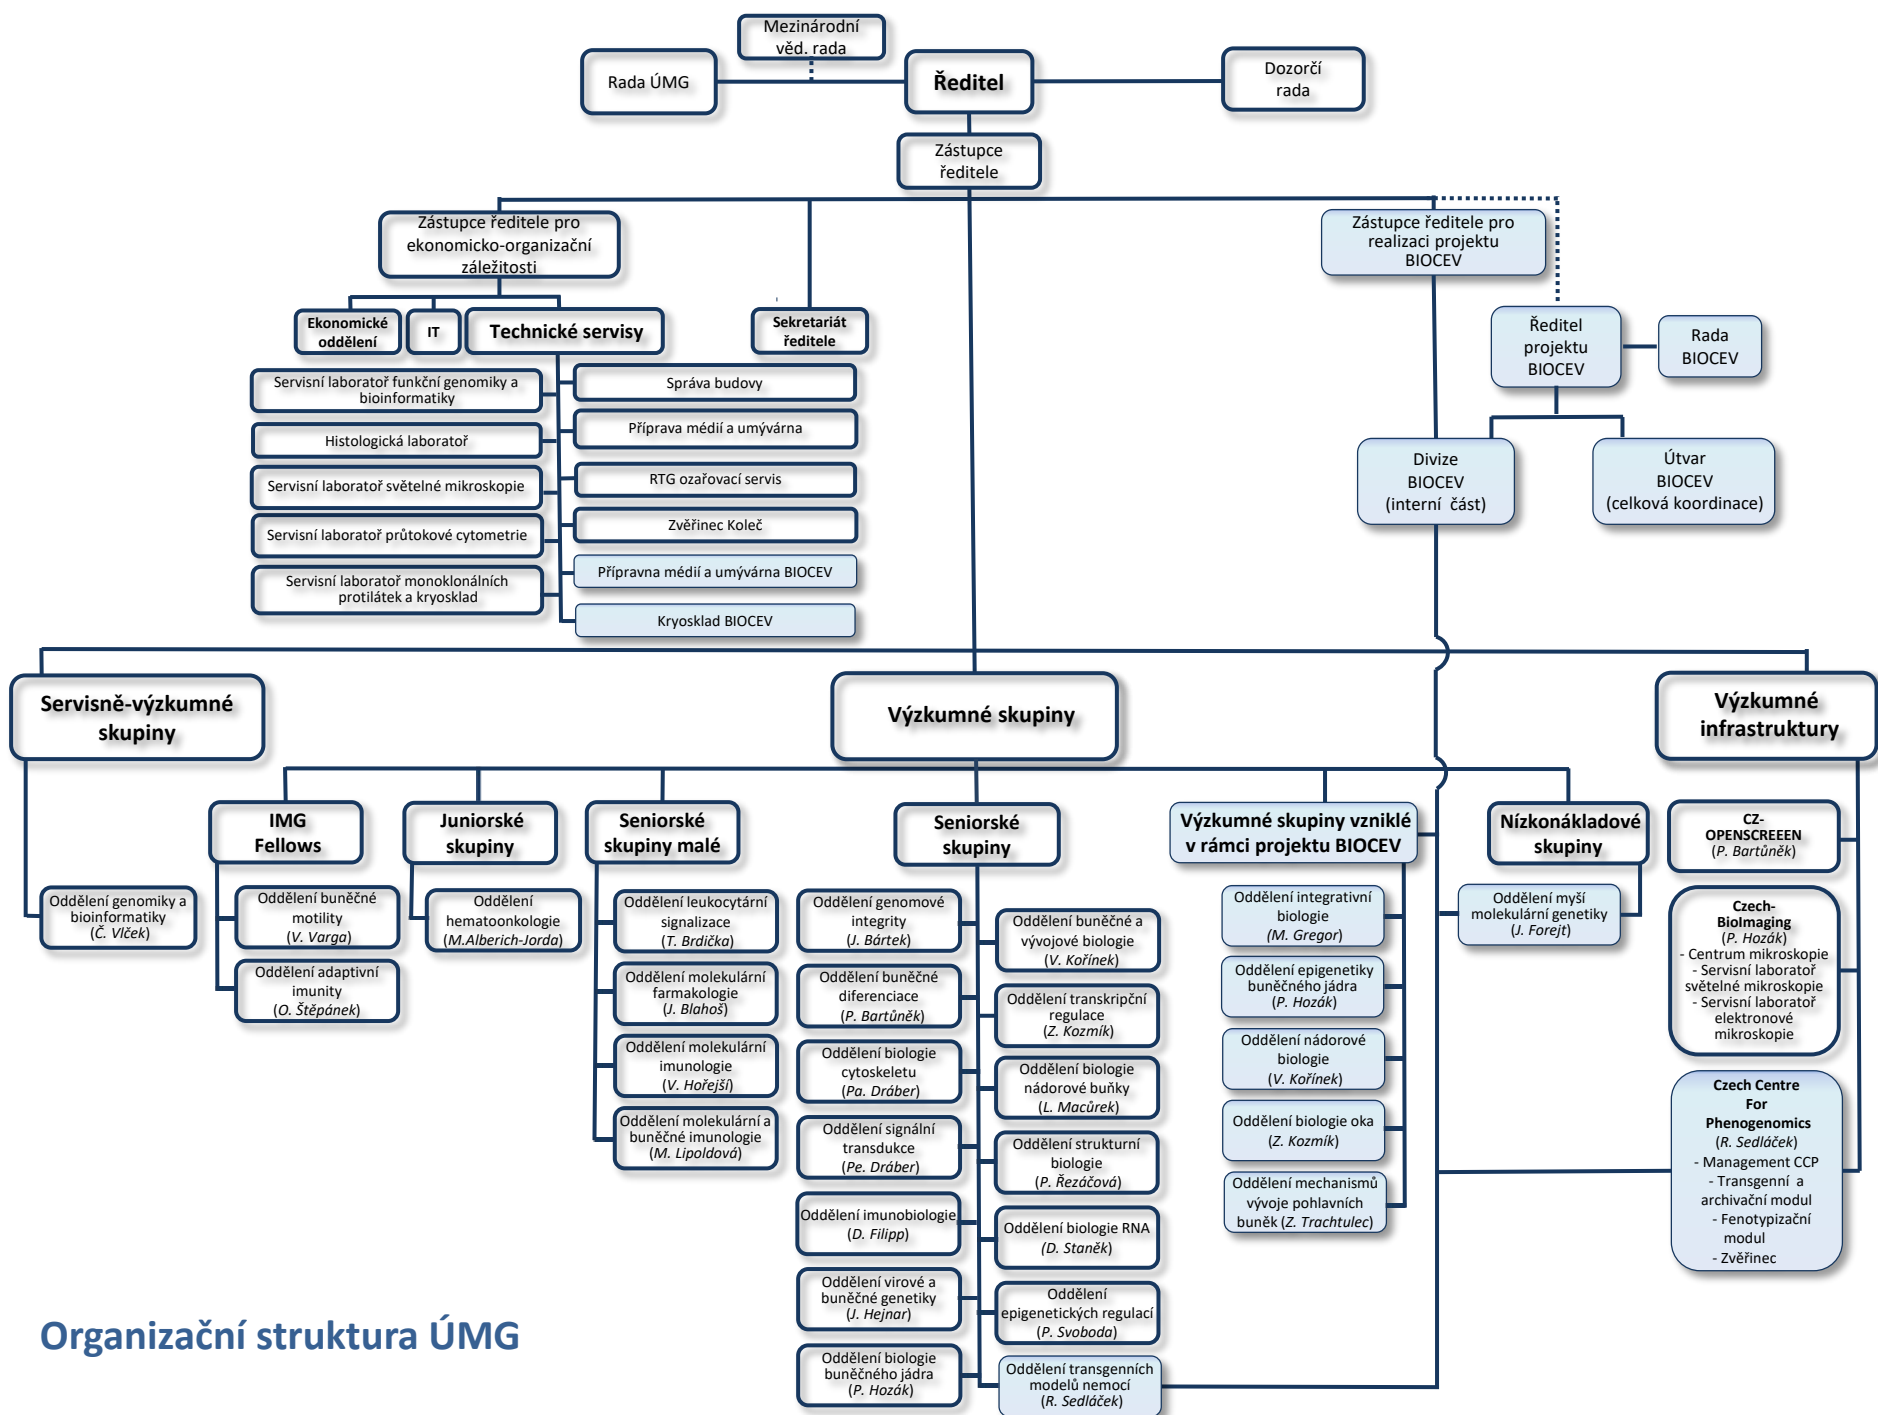 Mezinárodní
věd. rada
Rada ÚMG
Ředitel
Dozorčí
rada
Zástupce
ředitele
Zástupce ředitele pro
ekonomicko-organizační
záležitosti
Zástupce ředitele pro
realizaci projektu
BIOCEV
Ekonomické
oddělení
IT
Technické servisy
Sekretariát
ředitele
Ředitel
projektu
BIOCEV
Rada
BIOCEV
Servisní laboratoř funkční genomiky a
bioinformatiky
Histologická laboratoř
Servisní laboratoř světelné mikroskopie
Servisní laboratoř průtokové cytometrie
Servisní laboratoř monoklonálních
protilátek a kryosklad
Správa budovy
Příprava médií a umývárna
RTG ozařovací servis
Zvěřinec Koleč
Přípravna médií a umývárna BIOCEV
Kryosklad BIOCEV
Divize
BIOCEV
(interní část)
Útvar
BIOCEV
(celková koordinace)
Servisně-výzkumné
skupiny
Výzkumné skupiny
Výzkumné
infrastruktury
IMG
Fellows
Juniorské
skupiny
Seniorské
skupiny malé
Seniorské
skupiny
Výzkumné skupiny vzniklé
v rámci projektu BIOCEV
Nízkonákladové
skupiny
Oddělení genomiky a
bioinformatiky
(Č. Vlček)
Oddělení buněčné
motility
(V. Varga)
Oddělení adaptivní
imunity
(O. Štěpánek)
Oddělení
hematoonkologie
(M.Alberich-Jorda)
Oddělení leukocytární
signalizace
(T. Brdička)
Oddělení molekulární
farmakologie
(J. Blahoš)
Oddělení molekulární
imunologie
(V. Hořejší)
Oddělení molekulární a
buněčné imunologie
(M. Lipoldová)
Oddělení genomové
integrity
(J. Bártek)
Oddělení buněčné
diferenciace
(P. Bartůněk)
Oddělení biologie
cytoskeletu
(Pa. Dráber)
Oddělení signální
transdukce
(Pe. Dráber)
Oddělení imunobiologie
(D. Filipp)
Oddělení virové a
buněčné genetiky
(J. Hejnar)
Oddělení biologie
buněčného jádra
(P. Hozák)
Oddělení buněčné a
vývojové biologie
(V. Kořínek)
Oddělení transkripční
regulace
(Z. Kozmík)
Oddělení biologie
nádorové buňky
(L. Macůrek)
Oddělení strukturní
biologie
(P. Řezáčová)
Oddělení biologie RNA
(D. Staněk)
Oddělení
epigenetických regulací
(P. Svoboda)
Oddělení transgenních
modelů nemocí
(R. Sedláček)
Oddělení integrativní
biologie
(M. Gregor)
Oddělení epigenetiky
buněčného jádra
(P. Hozák)
Oddělení nádorové
biologie
(V. Kořínek)
Oddělení biologie oka
(Z. Kozmík)
Oddělení mechanismů
vývoje pohlavních
buněk (Z. Trachtulec)
Oddělení myší
molekulární genetiky
(J. Forejt)
CZ-
OPENSCREEEN
(P. Bartůněk)
Czech-
BioImaging
(P. Hozák)
- Centrum mikroskopie
- Servisní laboratoř
světelné mikroskopie
- Servisní laboratoř
elektronové
mikroskopie
Czech Centre
For
Phenogenomics
(R. Sedláček)
- Management CCP
- Transgenní a
archivační modul
- Fenotypizační
modul
- Zvěřinec
Organizační struktura ÚMG